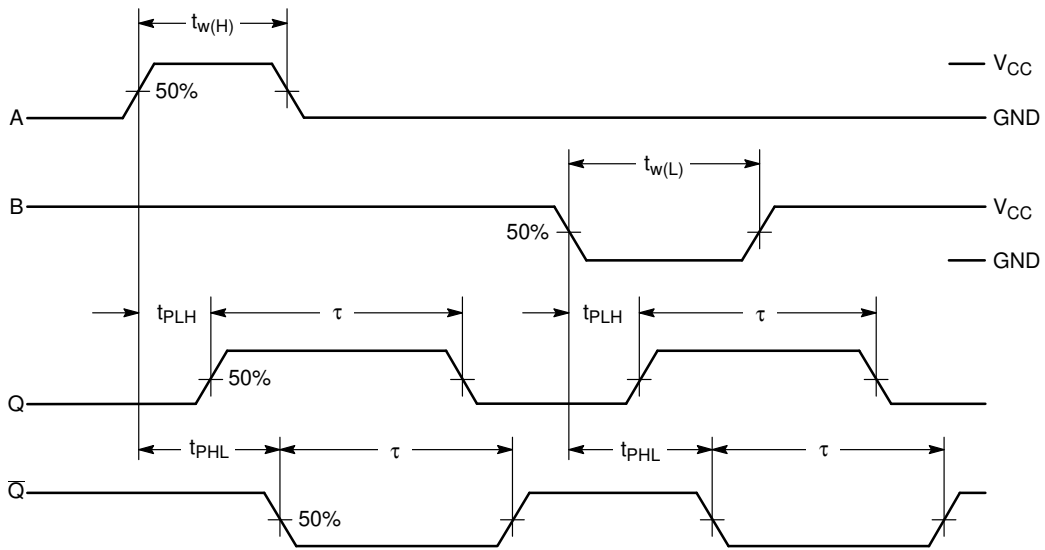 tw(H)
VCC
50%
A
GND
tw(L)
B
VCC
50%
GND
tPLH
τ
tPLH
τ
50%
Q
tPHL
τ
tPHL
τ
Q̅
50%